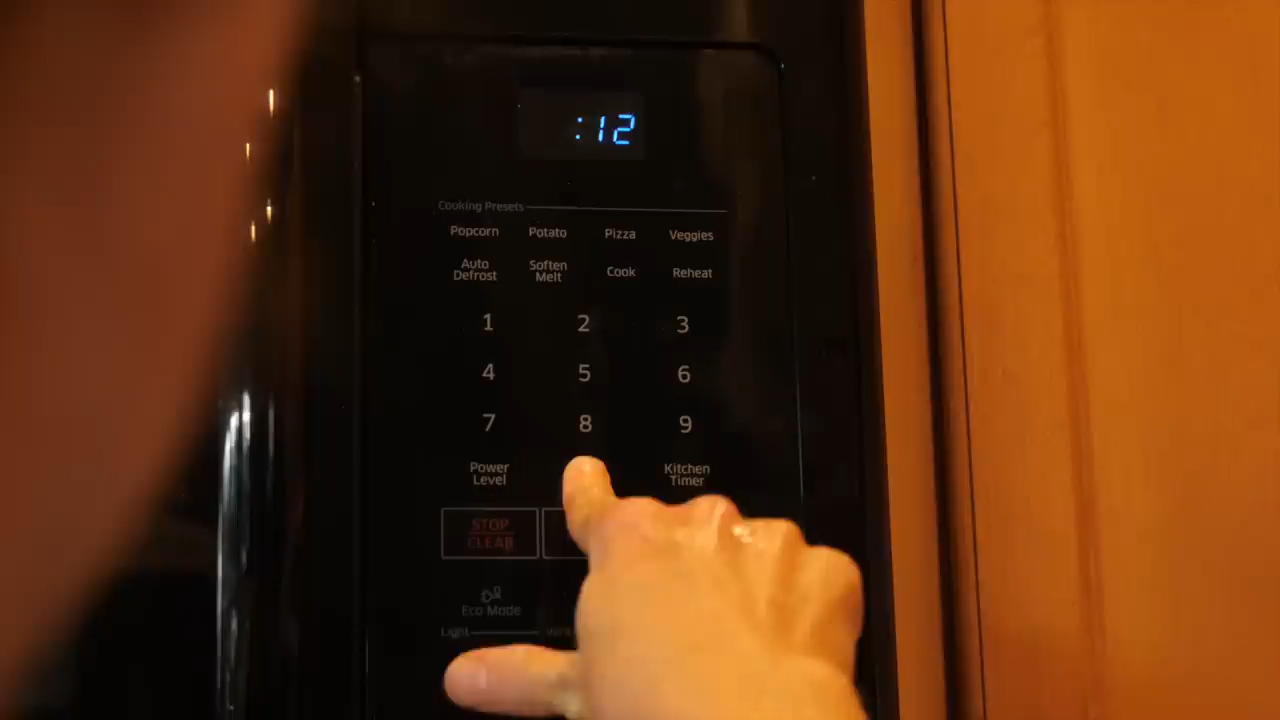 :12
Cooking Presets
Popcorn Potato Pizza Veggies
Auto Defrost Soften Melt Cook Reheat
1 2 3
4 5 6
7 8 9
Power Level Kitchen Timer
STOP
CLEAR
Eco Mode
Light